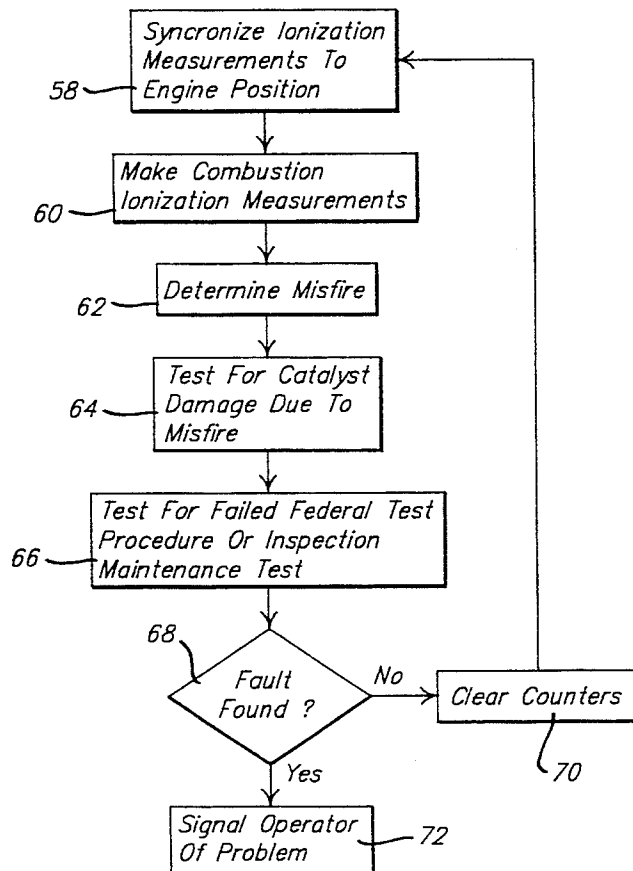 Syncronize Ionization
Measurements To
Engine Position
58
Make Combustion
Ionization Measurements
60
Determine Misfire
62
Test For Catalyst
Damage Due To
Misfire
64
Test For Failed Federal Test
Procedure Or Inspection
Maintenance Test
66
68
Fault
Found ?
No
Clear Counters
70
Yes
Signal Operator
Of Problem
72